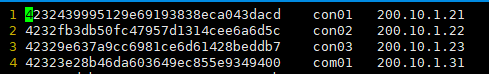 1 4232439995129e69193838eca043dacd con01 200.10.1.21
2 4232fb3db50fc47957d1314cee6a6d5c con02 200.10.1.22
3 42329e637a9cc6981ce6d61428beddb7 con03 200.10.1.23
4 42323e28b46da603649ec855e9349400 com01 200.10.1.31